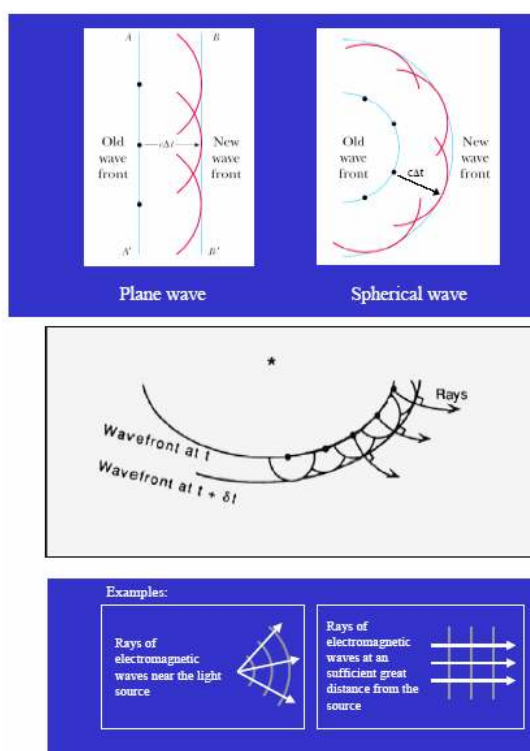 A
B
Old
wave
front
cΔt
New
wave
front
A'
B'
Old
wave
front
cΔt
New
wave
front
Plane wave
Spherical wave
*
Rays
Wavefront at t
Wavefront at t + δt
Examples:
Rays of
electromagnetic
waves near the light
source
Rays of
electromagnetic
waves at an
sufficient great
distance from the
source